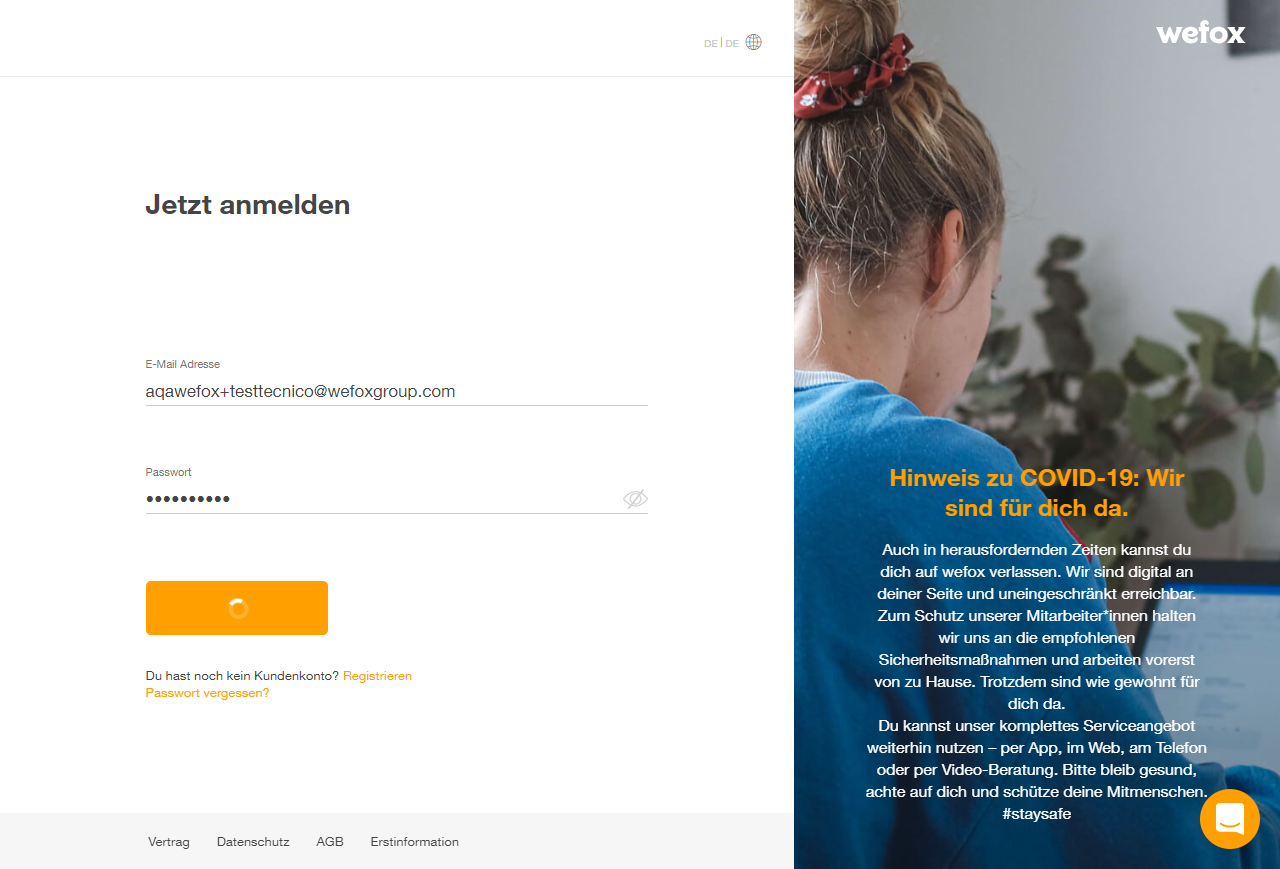 DE | DE
wefox
Jetzt anmelden
E-Mail Adresse
aqawefox+testtecnico@wefoxgroup.com
Passwort
••••••••••
Du hast noch kein Kundenkonto? Registrieren
Passwort vergessen?
Hinweis zu COVID-19: Wir
sind für dich da.
Auch in herausfordernden Zeiten kannst du
dich auf wefox verlassen. Wir sind digital an
deiner Seite und uneingeschränkt erreichbar.
Zum Schutz unserer Mitarbeiter*innen halten
wir uns an die empfohlenen
Sicherheitsmaßnahmen und arbeiten vorerst
von zu Hause. Trotzdem sind wie gewohnt für
dich da.
Du kannst unser komplettes Serviceangebot
weiterhin nutzen – per App, im Web, am Telefon
oder per Video-Beratung. Bitte bleib gesund,
achte auf dich und schütze deine Mitmenschen.
#staysafe
Vertrag Datenschutz AGB Erstinformation